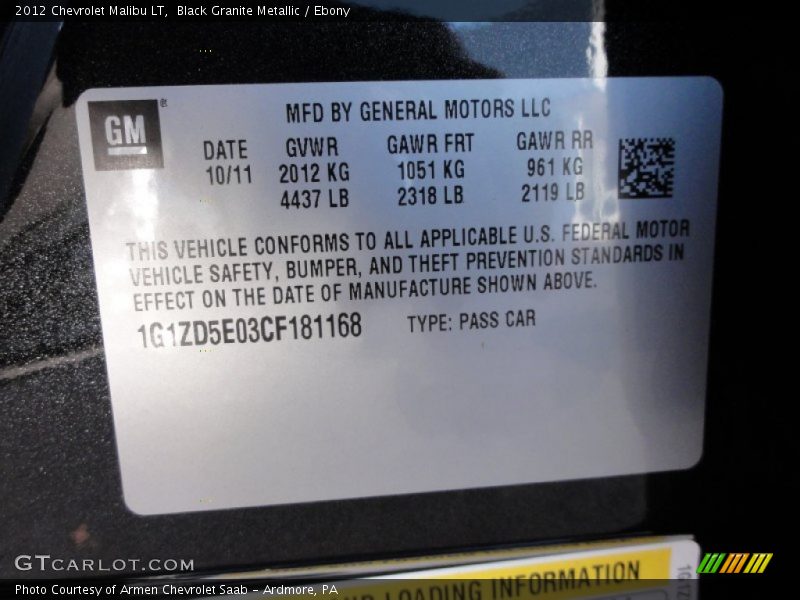 2012 Chevrolet Malibu LT,  Black Granite Metallic / Ebony
GM ®
MFD BY GENERAL MOTORS LLC
DATE GVWR GAWR FRT GAWR RR
10/11 2012 KG 1051 KG 961 KG
4437 LB 2318 LB 2119 LB
THIS VEHICLE CONFORMS TO ALL APPLICABLE U.S. FEDERAL MOTOR
VEHICLE SAFETY, BUMPER, AND THEFT PREVENTION STANDARDS IN
EFFECT ON THE DATE OF MANUFACTURE SHOWN ABOVE.
1G1ZD5E03CF181168 TYPE: PASS CAR
LOADING INFORMATION
GTCARLOT.COM
Photo Courtesy of Armen Chevrolet Saab - Ardmore, PA